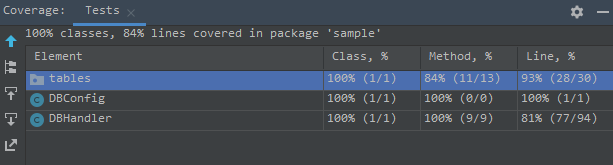 Coverage: Tests
100% classes, 84% lines covered in package 'sample'
Element Class, % Method, % Line, %
tables 100% (1/1) 84% (11/13) 93% (28/30)
DBConfig 100% (1/1) 100% (0/0) 100% (1/1)
DBHandler 100% (1/1) 100% (9/9) 81% (77/94)